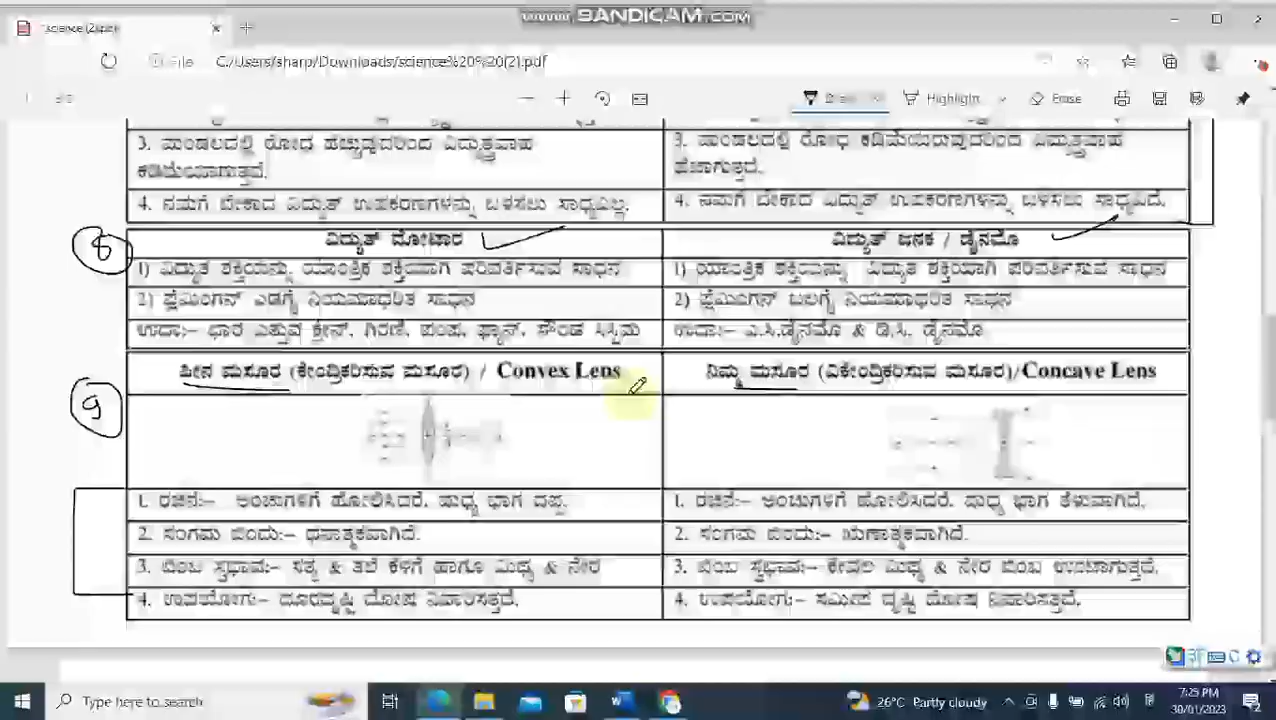 www.BANDICAM.com
science (2).pdf
File C:/Users/sharp/Downloads/science%20%20(2).pdf
Draw Highlight Erase
3. ಮಂಡಲದಲ್ಲಿ ರೋಧ ಹೆಚ್ಚುವುದರಿಂದ ವಿದ್ಯುತ್ಪ್ರವಾಹ
ಕಡಿಮೆಯಾಗುತ್ತದೆ.
3. ಮಂಡಲದಲ್ಲಿ ರೋಧ ಕಡಿಮೆಯಿರುವುದರಿಂದ ವಿದ್ಯುತ್ಪ್ರವಾಹ
ಹೆಚ್ಚಾಗುತ್ತದೆ.
4. ನಮಗೆ ಬೇಕಾದ ವಿದ್ಯುತ್ ಉಪಕರಣಗಳನ್ನು ಬಳಸಲು ಸಾಧ್ಯವಿಲ್ಲ.
4. ನಮಗೆ ಬೇಕಾದ ವಿದ್ಯುತ್ ಉಪಕರಣಗಳನ್ನು ಬಳಸಲು ಸಾಧ್ಯವಿದೆ.
8
ವಿದ್ಯುತ್ ಮೋಟಾರ
ವಿದ್ಯುತ್ ಜನಕ / ಡೈನಮೊ
1) ವಿದ್ಯುತ ಶಕ್ತಿಯನ್ನು ಯಾಂತ್ರಿಕ ಶಕ್ತಿಯಾಗಿ ಪರಿವರ್ತಿಸುವ ಸಾಧನ
1) ಯಾಂತ್ರಿಕ ಶಕ್ತಿಯನ್ನು ವಿದ್ಯುತ ಶಕ್ತಿಯಾಗಿ ಪರಿವರ್ತಿಸುವ ಸಾಧನ
2) ಫ್ಲೆಮಿಂಗನ್ ಎಡಗೈ ನಿಯಮಾಧರಿತ ಸಾಧನ
2) ಫ್ಲೆಮಿಂಗನ್ ಬಲಗೈ ನಿಯಮಾಧರಿತ ಸಾಧನ
ಉದಾ:- ಭಾರ ಎತ್ತುವ ಕ್ರೇನ್, ಗಿರಣಿ, ಪಂಪ, ಫ್ಯಾನ್,
ಉದಾ:- ಎ.ಸಿ.ಡೈನಮೊ & ಡಿ.ಸಿ. ಡೈನಮೊ
9
ಪೀನ ಮಸೂರ (ಕೇಂದ್ರಿಕರಿಸುವ ಮಸೂರ) / Convex Lens
ನಿಮ್ನ ಮಸೂರ (ವಿಕೇಂದ್ರಿಕರಿಸುವ ಮಸೂರ)/Concave Lens
1. ರಚನೆ:- ಅಂಚುಗಳಿಗೆ ಹೋಲಿಸಿದರೆ, ಮಧ್ಯ ಭಾಗ ದಪ್ಪ.
1. ರಚನೆ:- ಅಂಚುಗಳಿಗೆ ಹೋಲಿಸಿದರೆ, ಮಧ್ಯ ಭಾಗ ತೆಳುವಾಗಿದೆ.
2. ಸಂಗಮ ಬಿಂದು:- ಧನಾತ್ಮಕವಾಗಿದೆ.
2. ಸಂಗಮ ಬಿಂದು:- ಋಣಾತ್ಮಕವಾಗಿದೆ.
3. ಬಿಂಬ ಸ್ವಭಾವ:- ಸತ್ಯ & ತಲೆ ಕೆಳಗೆ ಹಾಗೂ ಮಿಥ್ಯ & ನೇರ
3. ಬಿಂಬ ಸ್ವಭಾವ:- ಕೇವಲ ಮಿಥ್ಯ & ನೇರ ಬಿಂಬ ಉಂಟಾಗುತ್ತದೆ.
4. ಉಪಯೋಗ:- ದೂರದೃಷ್ಟಿ ದೋಷ ನಿವಾರಿಸುತ್ತದೆ.
4. ಉಪಯೋಗ:- ಸಮೀಪ ದೃಷ್ಟಿ ದೋಷ ನಿವಾರಿಸುತ್ತದೆ.
Type here to search
26°C Partly cloudy
7:25 PM
30/01/2023